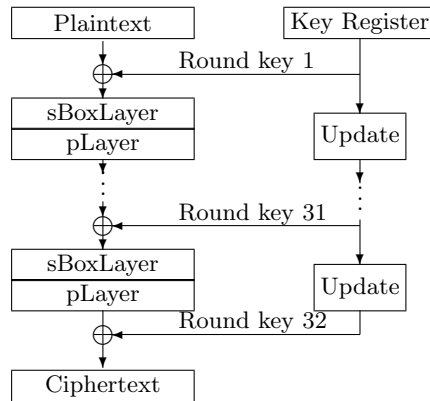 Plaintext
Key Register
Round key 1
sBoxLayer
pLayer
Update
Round key 31
sBoxLayer
pLayer
Update
Round key 32
Ciphertext